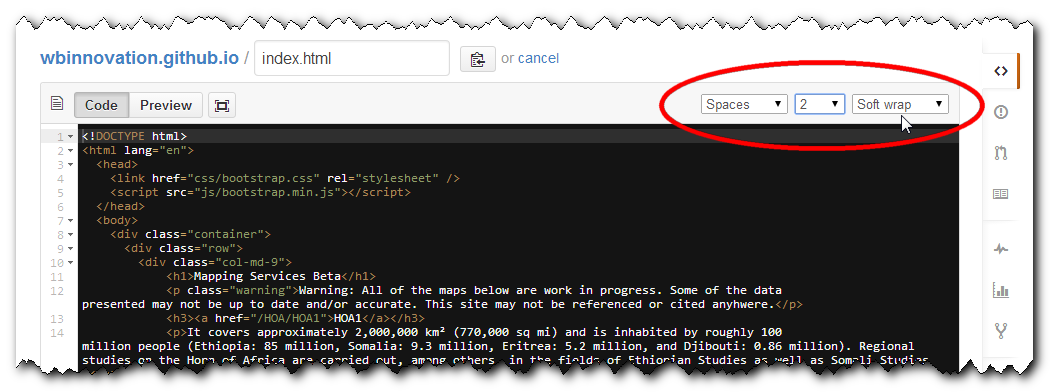 wbinnovation.github.io / index.html or cancel
Code Preview Spaces 2 Soft wrap
1 <!DOCTYPE html>
2 <html lang="en">
3 <head>
4 <link href="css/bootstrap.css" rel="stylesheet" />
5 <script src="js/bootstrap.min.js"></script>
6 </head>
7 <body>
8 <div class="container">
9 <div class="row">
10 <div class="col-md-9">
11 <h1>Mapping Services Beta</h1>
12 <p class="warning">Warning: All of the maps below are work in progress. Some of the data
presented may not be up to date and/or accurate. This site may not be referenced or cited anyhwere.</p>
13 <h3><a href="/HOA/HOA1">HOA1</a></h3>
14 <p>It covers approximately 2,000,000 km² (770,000 sq mi) and is inhabited by roughly 100
million people (Ethiopia: 85 million, Somalia: 9.3 million, Eritrea: 5.2 million, and Djibouti: 0.86 million). Regional
studies on the Horn of Africa are carried out, among others, in the fields of Ethiopian Studies as well as Somali Studies